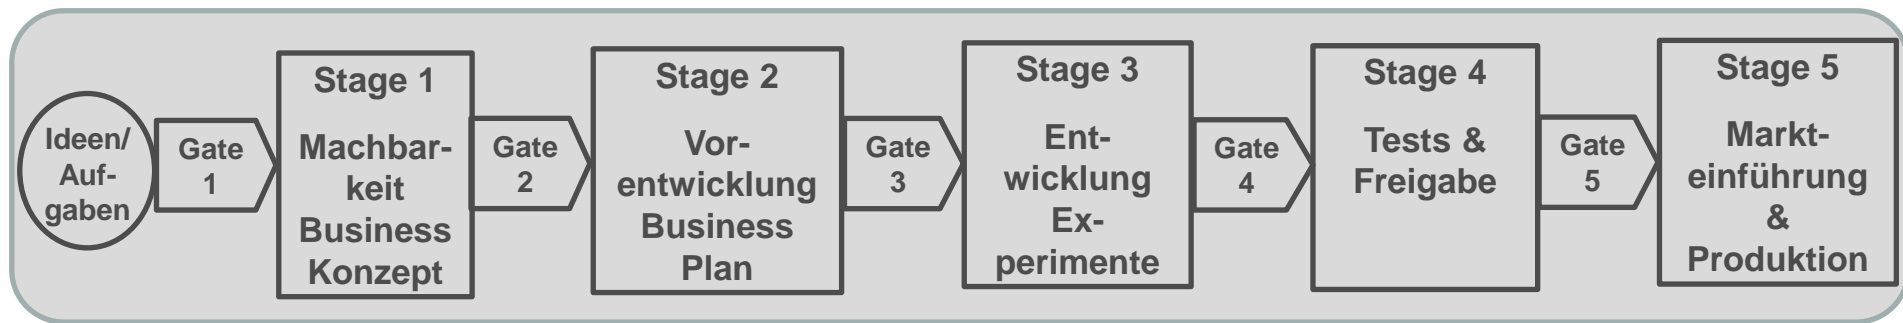 Ideen/
Auf-
gaben
Gate
1
Stage 1
Machbar-
keit
Business
Konzept
Gate
2
Stage 2
Vor-
entwicklung
Business
Plan
Gate
3
Stage 3
Ent-
wicklung
Ex-
perimente
Gate
4
Stage 4
Tests &
Freigabe
Gate
5
Stage 5
Markt-
einführung
&
Produktion